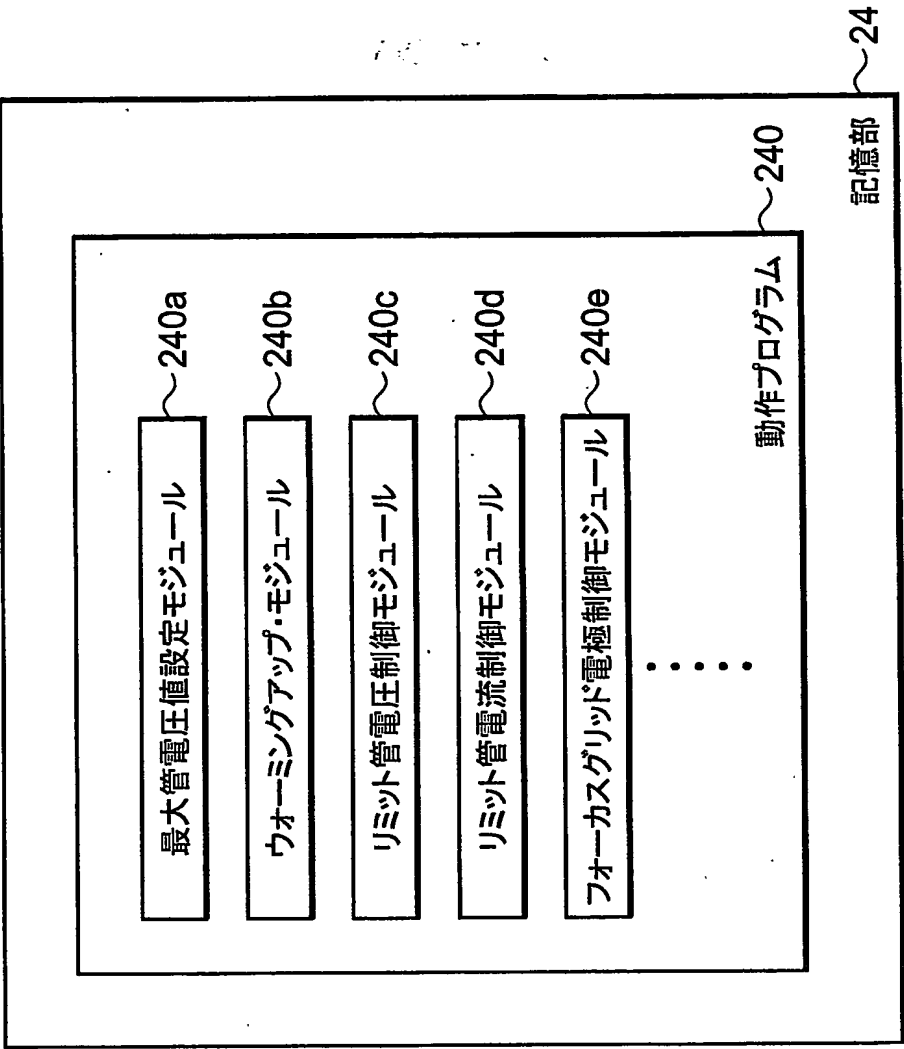 最大管電圧値設定モジュール ～240a
ウォーミングアップ・モジュール ～240b
リミット管電圧制御モジュール ～240c
リミット管電流制御モジュール ～240d
フォーカスグリッド電極制御モジュール ～240e
・・・・・
動作プログラム ～240
記憶部 ～24